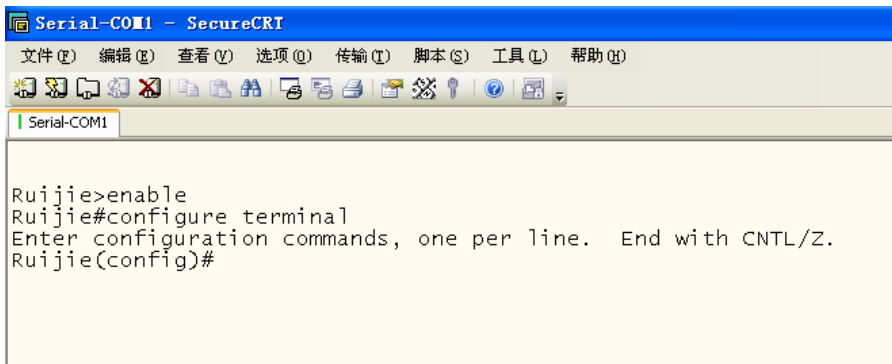 Serial-COM1 - SecureCRT
文件(F) 编辑(E) 查看(V) 选项(O) 传输(T) 脚本(S) 工具(L) 帮助(H)
Serial-COM1
Ruijie>enable
Ruijie#configure terminal
Enter configuration commands, one per line.  End with CNTL/Z.
Ruijie(config)#